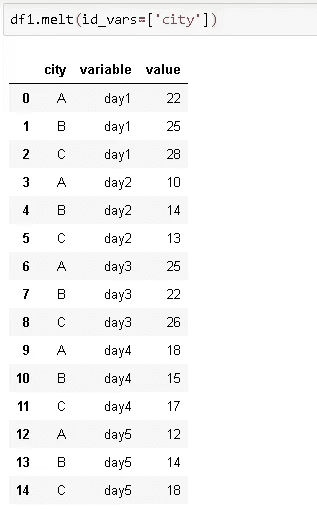 df1.melt(id_vars=['city'])
city variable value
0 A day1 22
1 B day1 25
2 C day1 28
3 A day2 10
4 B day2 14
5 C day2 13
6 A day3 25
7 B day3 22
8 C day3 26
9 A day4 18
10 B day4 15
11 C day4 17
12 A day5 12
13 B day5 14
14 C day5 18